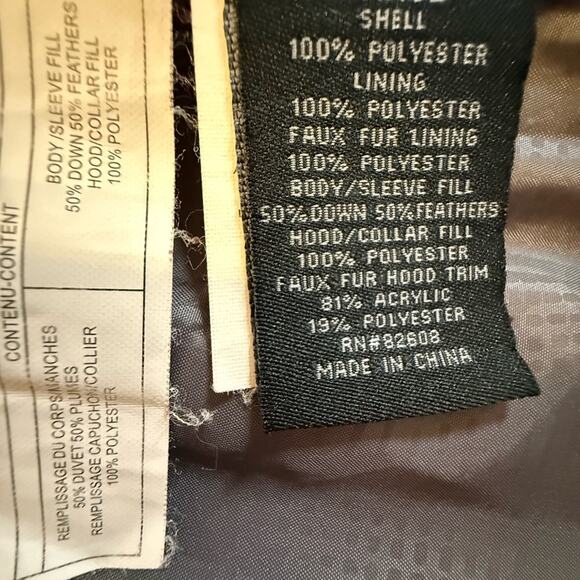 CONTENU-CONTENT
BODY/SLEEVE FILL
50% DOWN 50% FEATHERS
HOOD/COLLAR FILL
100% POLYESTER
REMPLISSAGE DU CORPS/MANCHES
50% DUVET 50% PLUMES
REMPLISSAGE CAPUCHON/COLLIER
100% POLYESTER
SHELL
100% POLYESTER
LINING
100% POLYESTER
FAUX FUR LINING
100% POLYESTER
BODY/SLEEVE FILL
50%DOWN 50%FEATHERS
HOOD/COLLAR FILL
100% POLYESTER
FAUX FUR HOOD TRIM
81% ACRYLIC
19% POLYESTER
RN#82608
MADE IN CHINA